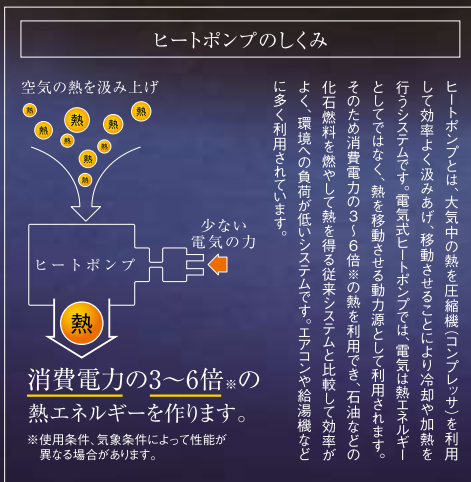 ヒートポンプのしくみ
空気の熱を汲み上げ
熱
熱
熱
熱
熱
熱
熱
熱
熱
ヒートポンプ
少ない
電気の力
熱
消費電力の3～6倍※の
熱エネルギーを作ります。
※使用条件、気象条件によって性能が
異なる場合があります。
ヒートポンプとは、大気中の熱を圧縮機（コンプレッサ）を利用
して効率よく汲みあげ、移動させることにより冷却や加熱を
行うシステムです。電気式ヒートポンプでは、電気は熱エネルギー
としてではなく、熱を移動させる動力源として利用されます。
そのため消費電力の3～6倍※の熱を利用でき、石油などの
化石燃料を燃やして熱を得る従来システムと比較して効率が
よく、環境への負荷が低いシステムです。エアコンや給湯機など
に多く利用されています。